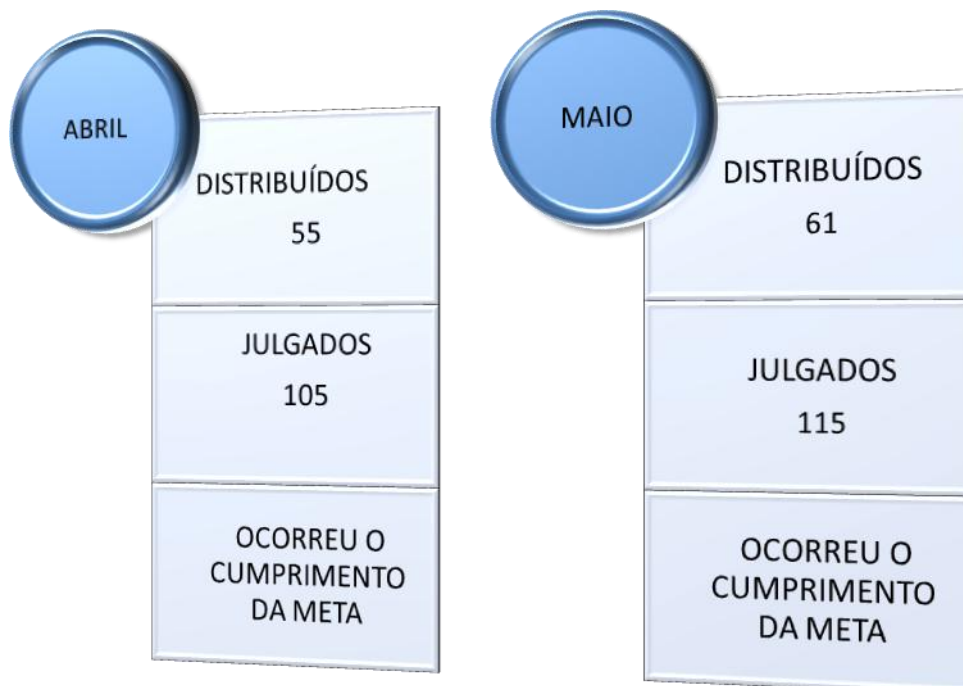 ABRIL
DISTRIBUÍDOS
55
JULGADOS
105
OCORREU O
CUMPRIMENTO
DA META
MAIO
DISTRIBUÍDOS
61
JULGADOS
115
OCORREU O
CUMPRIMENTO
DA META